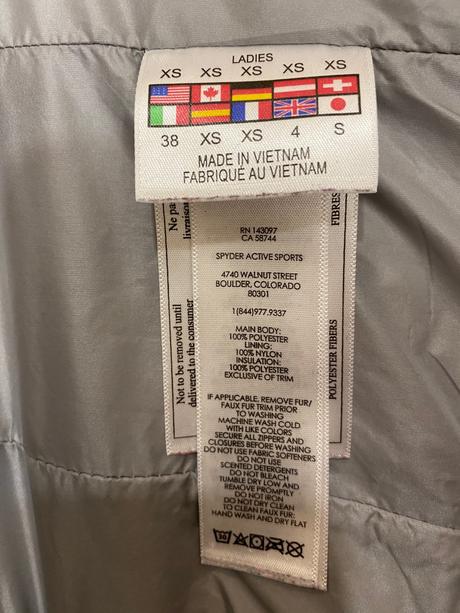 LADIES
XS XS XS XS XS
38 XS XS 4 S
MADE IN VIETNAM
FABRIQUÉ AU VIETNAM
RN 143097
CA 58744
SPYDER ACTIVE SPORTS
4740 WALNUT STREET
BOULDER, COLORADO
80301
1(844)977.9337
MAIN BODY:
100% POLYESTER
LINING:
100% NYLON
INSULATION:
100% POLYESTER
EXCLUSIVE OF TRIM
IF APPLICABLE, REMOVE FUR/
FAUX FUR TRIM PRIOR
TO WASHING
MACHINE WASH COLD
WITH LIKE COLORS
SECURE ALL ZIPPERS AND
CLOSURES BEFORE WASHING
DO NOT USE FABRIC SOFTENERS
DO NOT USE
SCENTED DETERGENTS
DO NOT BLEACH
TUMBLE DRY LOW AND
REMOVE PROMPTLY
DO NOT IRON
DO NOT DRY CLEAN
TO CLEAN FAUX FUR:
HAND WASH AND DRY FLAT
Ne pa
livraiso
Not to be removed until
delivered to the consumer
FIBRES
POLYESTER FIBERS